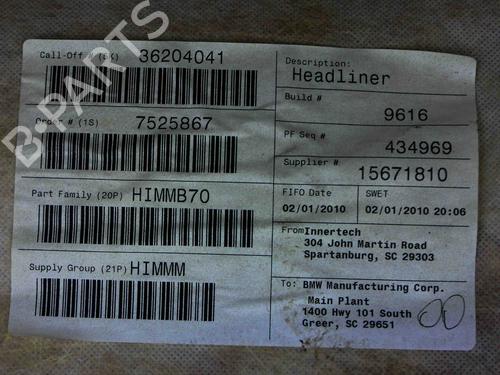 Call-Off # (OK) 36204041
Order # (1S) 7525867
Part Family (20P) HIMMB70
Supply Group (21P) HIMMM
Description:
Headliner
Build #
9616
PF Seq #
434969
Supplier #
15671810
FIFO Date
02/01/2010
SWET
02/01/2010 20:06
From Innertech
304 John Martin Road
Spartanburg, SC 29303
To: BMW Manufacturing Corp.
Main Plant
1400 Hwy 101 South
Greer, SC 29651
00
B-PARTS